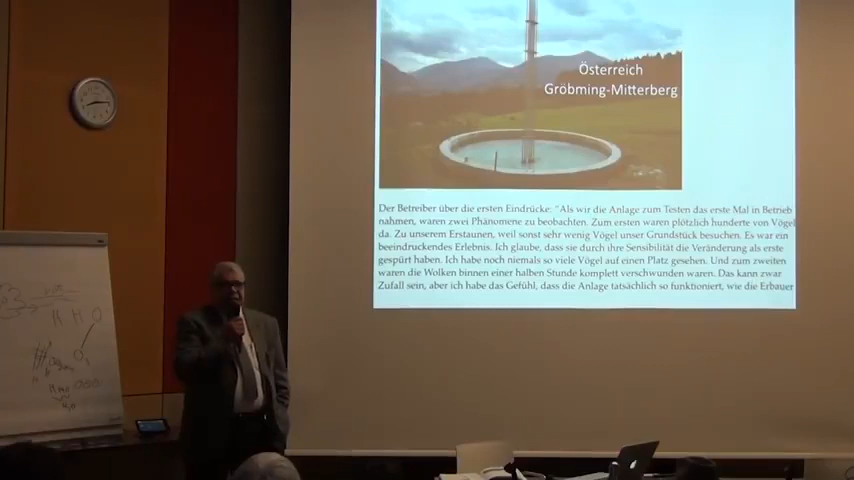 Österreich
Gröbming-Mitterberg
Der Betreiber über die ersten Eindrücke: "Als wir die Anlage zum Testen das erste Mal in Betrieb
nahmen, waren zwei Phänomene zu beobachten. Zum ersten waren plötzlich hunderte von Vögel
da. Zu unserem Erstaunen, weil sonst sehr wenig Vögel unser Grundstück besuchen. Es war ein
beeindruckendes Erlebnis. Ich glaube, dass sie durch ihre Sensibilität die Veränderung als erste
gespürt haben. Ich habe noch niemals so viele Vögel auf einen Platz gesehen. Und zum zweiten
waren die Wolken binnen einer halben Stunde komplett verschwunden waren. Das kann zwar
Zufall sein, aber ich habe das Gefühl, dass die Anlage tatsächlich so funktioniert, wie die Erbauer
H H O